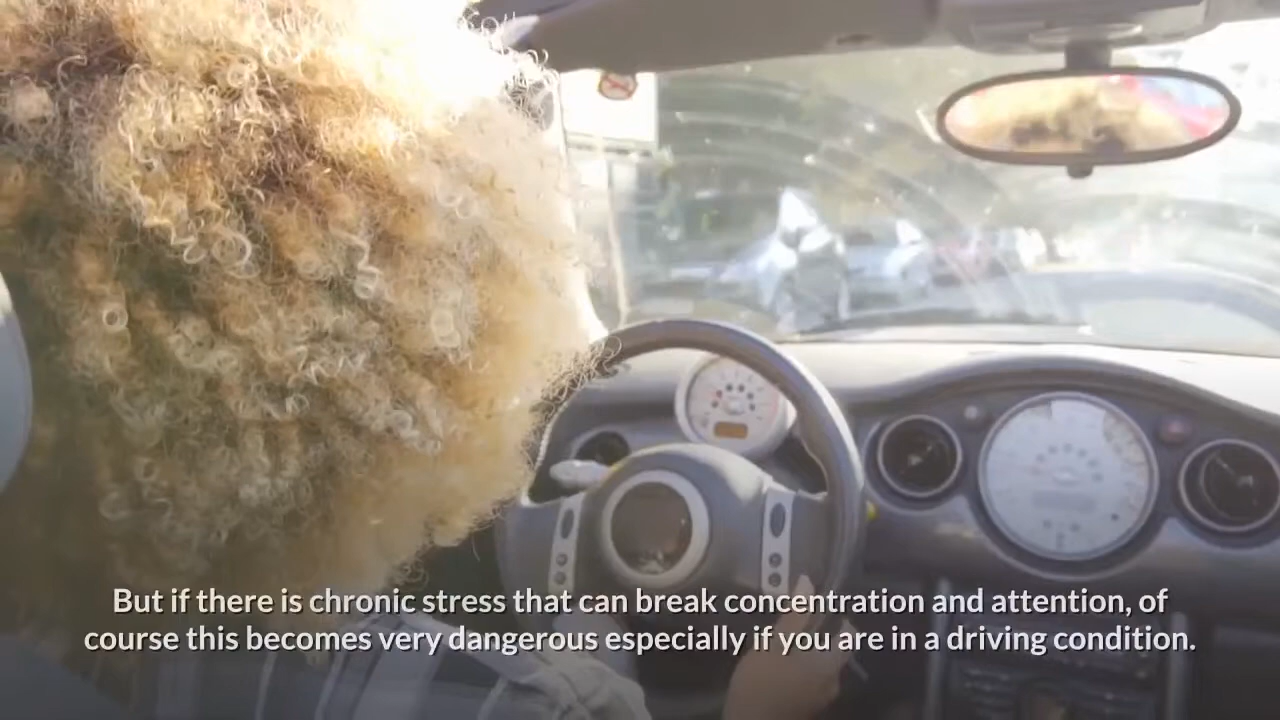 But if there is chronic stress that can break concentration and attention, of
course this becomes very dangerous especially if you are in a driving condition.